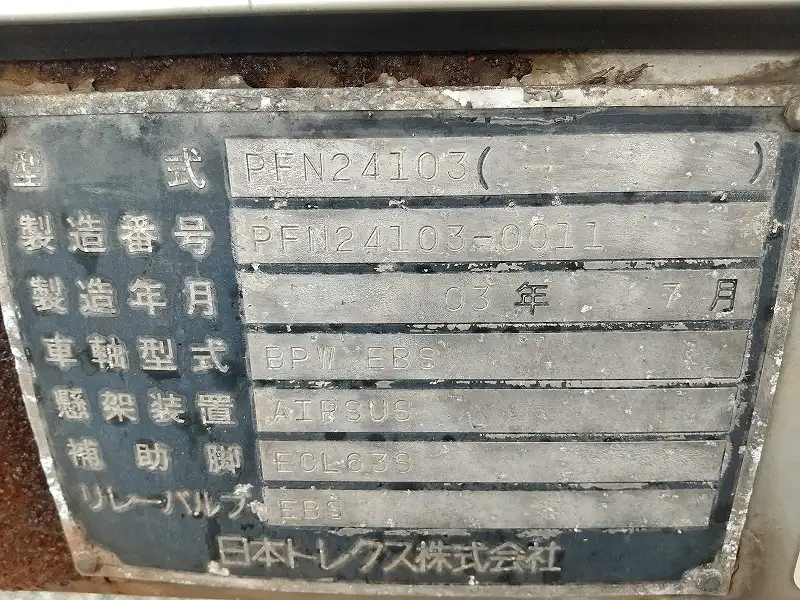 型 式 PFN24103( )
製造番号 PFN24103-0011
製造年月 03年 7月
車軸型式 BPW EBS
懸架装置 AIRSUS
補助脚 ECL63S
リレーバルブ EBS
日本トレクス株式会社